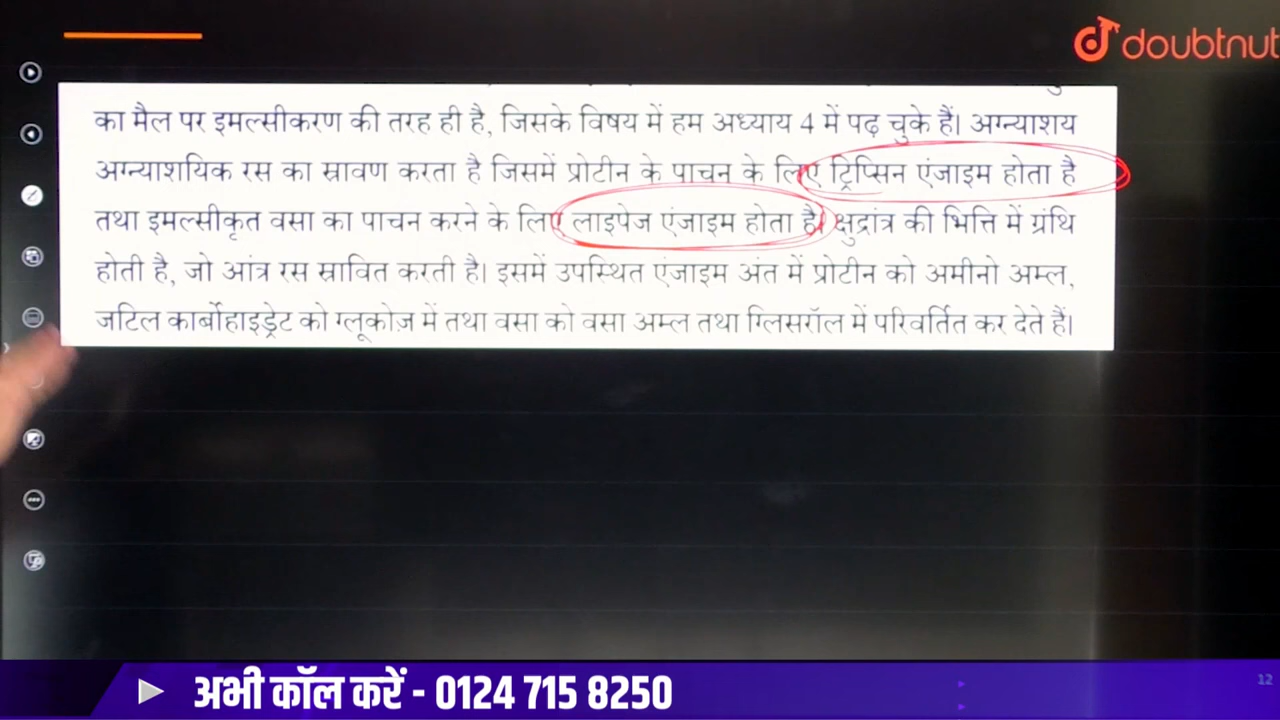 doubtnut
का मैल पर इमल्सीकरण की तरह ही है, जिसके विषय में हम अध्याय 4 में पढ़ चुके हैं। अग्न्याशय
अग्न्याशयिक रस का स्रावण करता है जिसमें प्रोटीन के पाचन के लिए ट्रिप्सिन एंजाइम होता है
तथा इमल्सीकृत वसा का पाचन करने के लिए लाइपेज एंजाइम होता है। क्षुद्रांत्र की भित्ति में ग्रंथि
होती है, जो आंत्र रस स्रावित करती है। इसमें उपस्थित एंजाइम अंत में प्रोटीन को अमीनो अम्ल,
जटिल कार्बोहाइड्रेट को ग्लूकोज़ में तथा वसा को वसा अम्ल तथा ग्लिसरॉल में परिवर्तित कर देते हैं।
अभी कॉल करें - 0124 715 8250
12